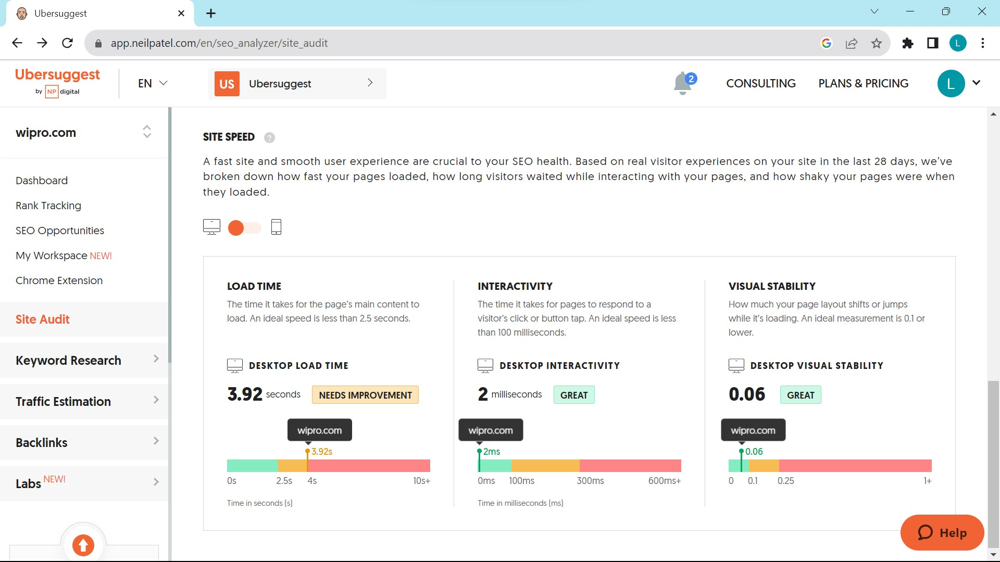 Ubersuggest
app.neilpatel.com/en/seo_analyzer/site_audit
L
Ubersuggest
by NP digital
EN
US Ubersuggest
2
CONSULTING
PLANS & PRICING
L
wipro.com
Dashboard
Rank Tracking
SEO Opportunities
My Workspace NEW!
Chrome Extension
Site Audit
Keyword Research
Traffic Estimation
Backlinks
Labs NEW!
SITE SPEED ?
A fast site and smooth user experience are crucial to your SEO health. Based on real visitor experiences on your site in the last 28 days, we've
broken down how fast your pages loaded, how long visitors waited while interacting with your pages, and how shaky your pages were when
they loaded.
LOAD TIME
The time it takes for the page's main content to
load. An ideal speed is less than 2.5 seconds.
DESKTOP LOAD TIME
3.92 seconds NEEDS IMPROVEMENT
wipro.com
3.92s
0s 2.5s 4s 10s+
Time in seconds (s)
INTERACTIVITY
The time it takes for pages to respond to a
visitor's click or button tap. An ideal speed is less
than 100 milliseconds.
DESKTOP INTERACTIVITY
2 milliseconds GREAT
wipro.com
2ms
0ms 100ms 300ms 600ms+
Time in milliseconds (ms)
VISUAL STABILITY
How much your page layout shifts or jumps
while it's loading. An ideal measurement is 0.1 or
lower.
DESKTOP VISUAL STABILITY
0.06 GREAT
wipro.com
0.06
0 0.1 0.25 1+
Help